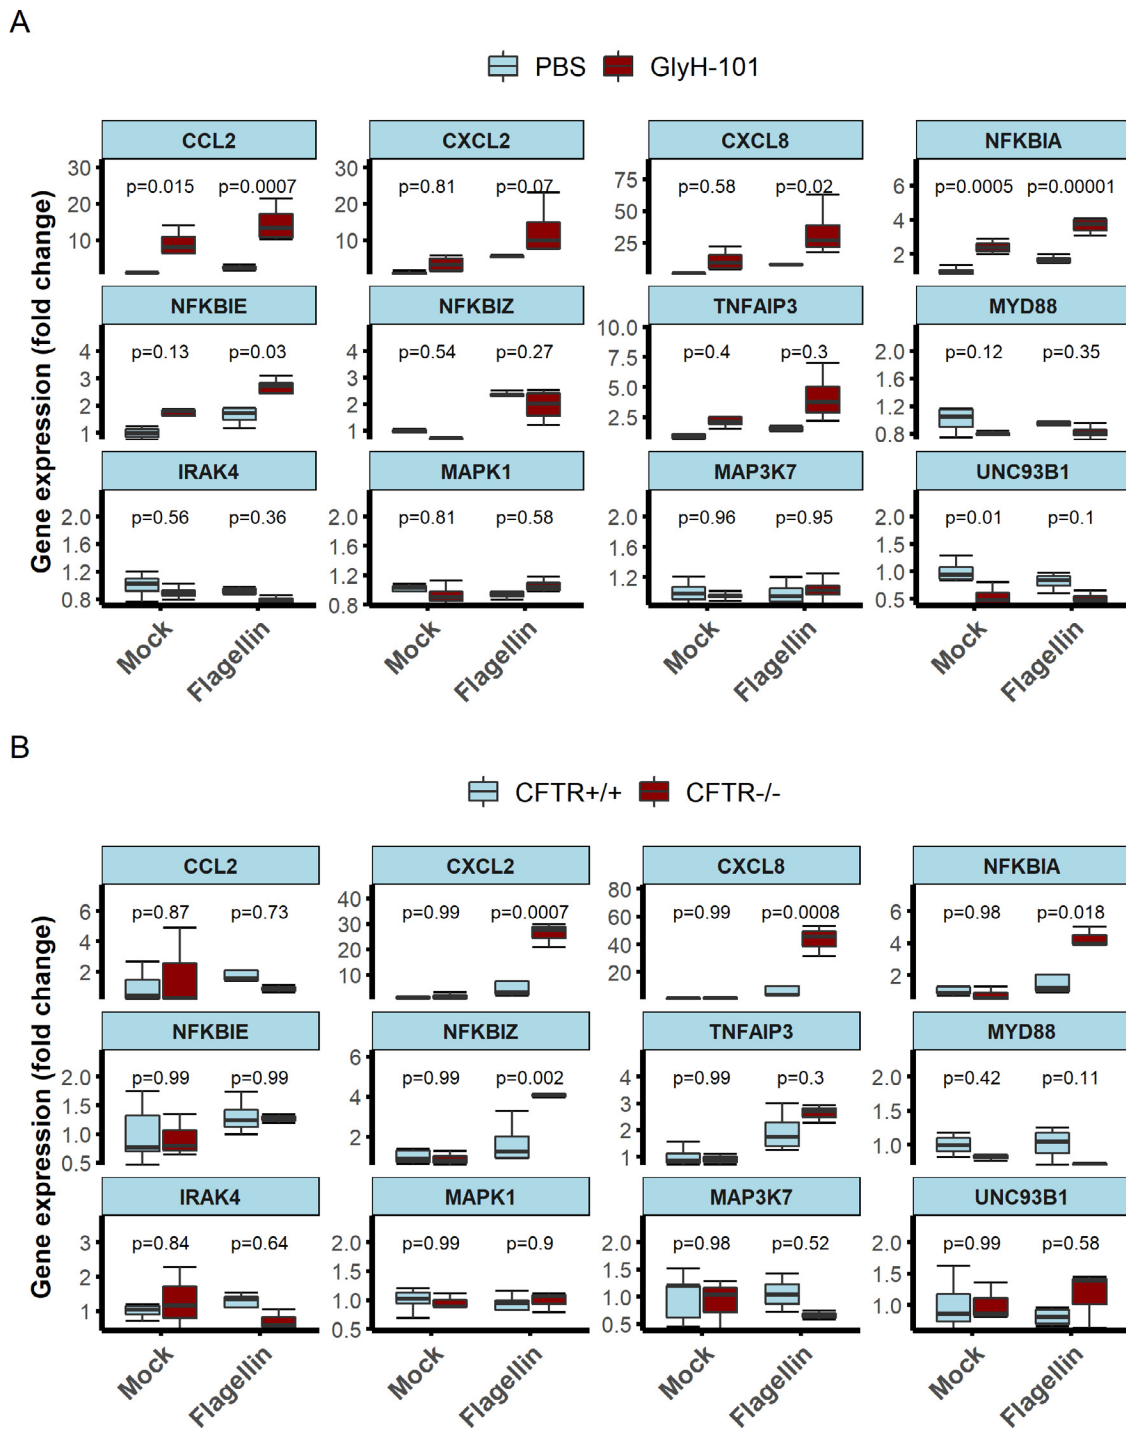 A
PBS GlyH-101
CCL2 CXCL2 CXCL8 NFKBIA
30 20 10 p=0.015 p=0.0007
30 20 10 p=0.81 p=0.07
75 50 25 p=0.58 p=0.02
6 4 2 p=0.0005 p=0.00001
NFKBIE NFKBIZ TNFAIP3 MYD88
4 3 2 1 p=0.13 p=0.03
4 3 2 1 p=0.54 p=0.27
10.0 7.5 5.0 2.5 p=0.4 p=0.3
2.0 1.6 1.2 0.8 p=0.12 p=0.35
IRAK4 MAPK1 MAP3K7 UNC93B1
2.0 1.6 1.2 0.8 p=0.56 p=0.36
2.0 1.6 1.2 0.8 p=0.81 p=0.58
2.0 1.6 1.2 p=0.96 p=0.95
2.0 1.5 1.0 0.5 p=0.01 p=0.1
Gene expression (fold change)
Mock Flagellin Mock Flagellin Mock Flagellin Mock Flagellin
B
CFTR+/+ CFTR-/-
CCL2 CXCL2 CXCL8 NFKBIA
6 4 2 p=0.87 p=0.73
40 30 20 10 p=0.99 p=0.0007
80 60 40 20 p=0.99 p=0.0008
6 4 2 p=0.98 p=0.018
NFKBIE NFKBIZ TNFAIP3 MYD88
2.0 1.5 1.0 0.5 p=0.99 p=0.99
6 4 2 p=0.99 p=0.002
4 3 2 1 p=0.99 p=0.3
2.0 1.5 1.0 p=0.42 p=0.11
IRAK4 MAPK1 MAP3K7 UNC93B1
3 2 1 p=0.84 p=0.64
2.0 1.5 1.0 0.5 p=0.99 p=0.9
2.0 1.5 1.0 0.5 p=0.98 p=0.52
2.0 1.5 1.0 p=0.99 p=0.58
Gene expression (fold change)
Mock Flagellin Mock Flagellin Mock Flagellin Mock Flagellin